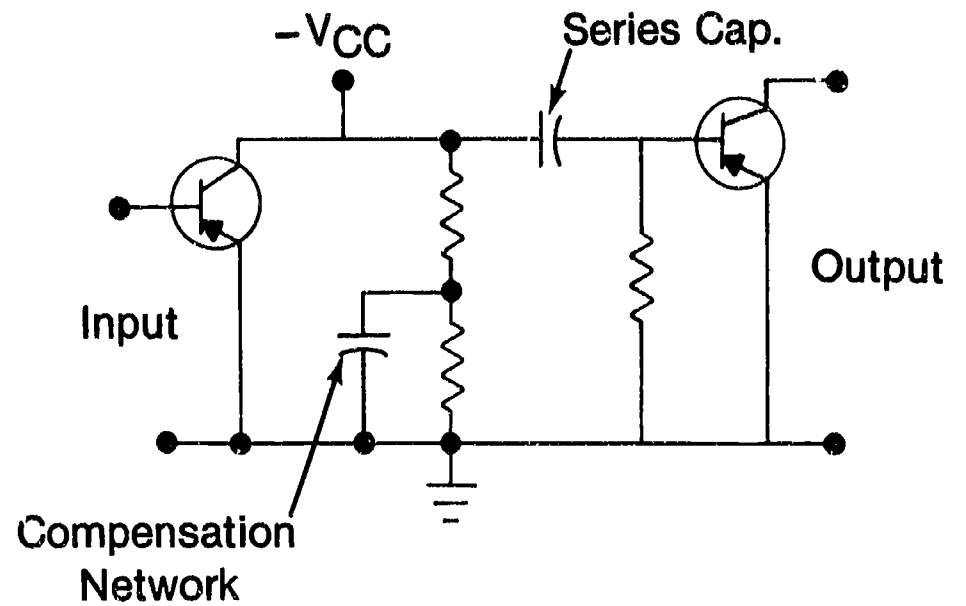 -VCC
Series Cap.
Input
Output
Compensation
Network